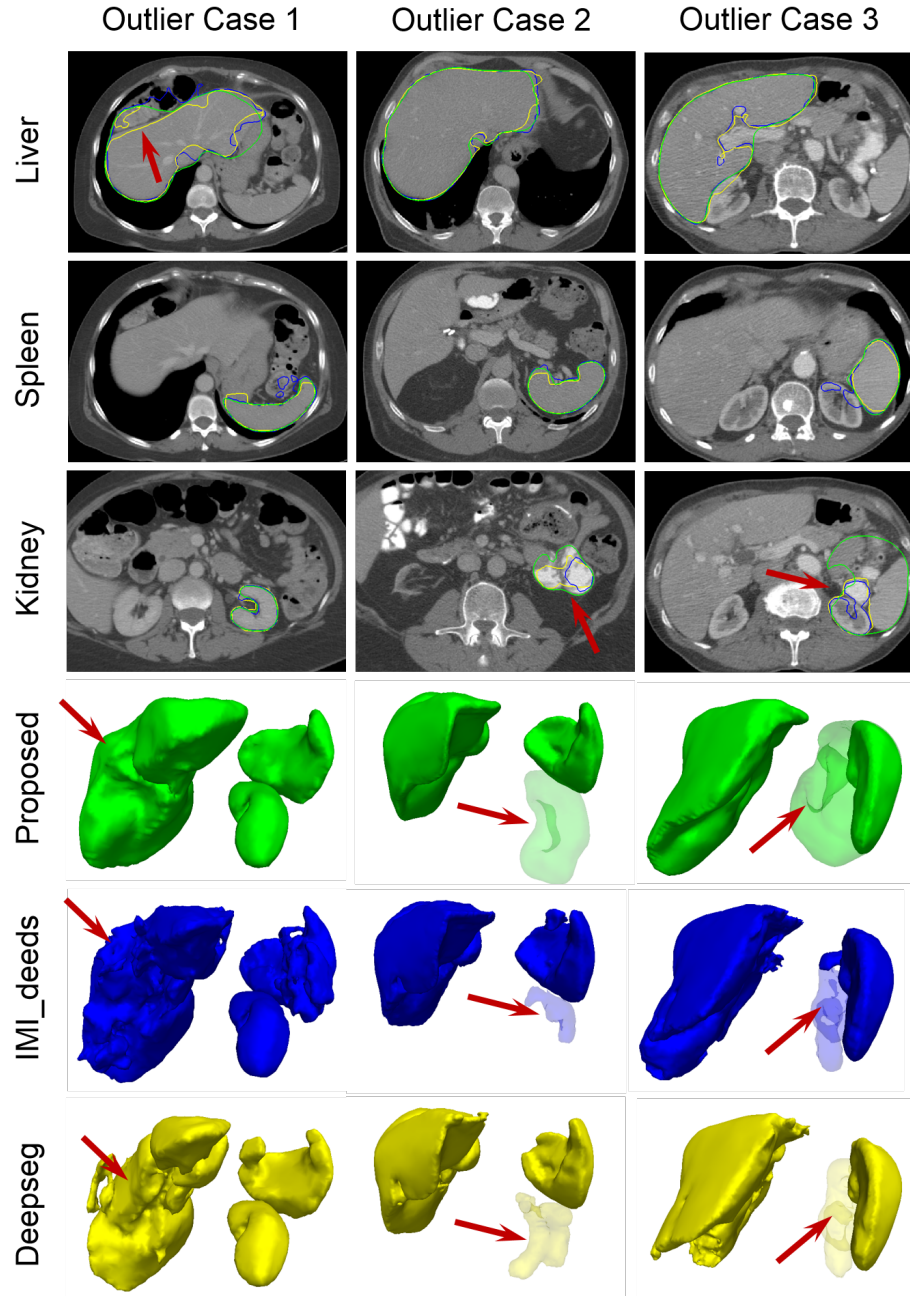 Outlier Case 1
Outlier Case 2
Outlier Case 3
Liver
Spleen
Kidney
Proposed
IMI_deeds
Deepseg